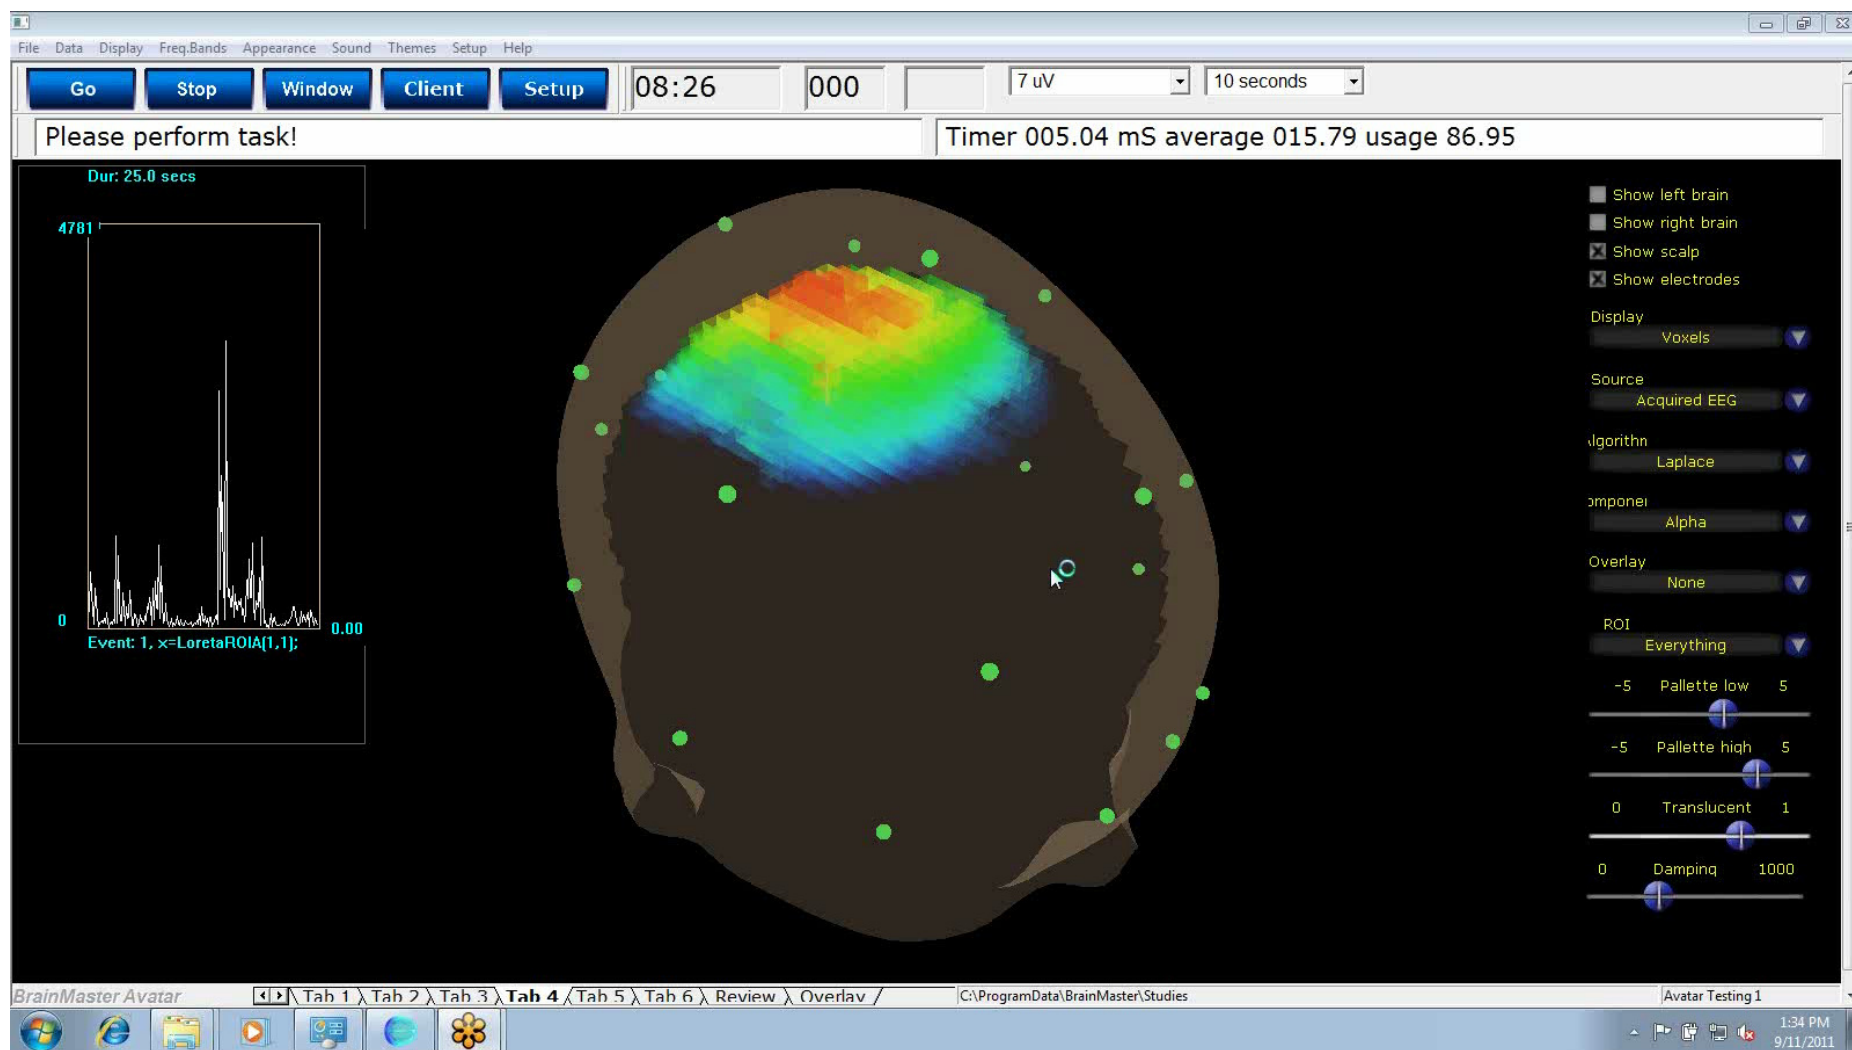 File Data Display Freq.Bands Appearance Sound Themes Setup Help
Go Stop Window Client Setup 08:26 000 7 uV 10 seconds
Please perform task! Timer 005.04 mS average 015.79 usage 86.95
Dur: 25.0 secs
4781
0
0.00
Event: 1, x=LoretaROIA(1,1);
Show left brain
Show right brain
Show scalp
Show electrodes
Display
Voxels
Source
Acquired EEG
lgorithn
Laplace
omponei
Alpha
Overlay
None
ROI
Everything
-5 Pallette low 5
-5 Pallette high 5
0 Translucent 1
0 Damping 1000
BrainMaster Avatar Tab 1 Tab 2 Tab 3 Tab 4 Tab 5 Tab 6 Review Overlay C:\ProgramData\BrainMaster\Studies Avatar Testing 1
1:34 PM
9/11/2011